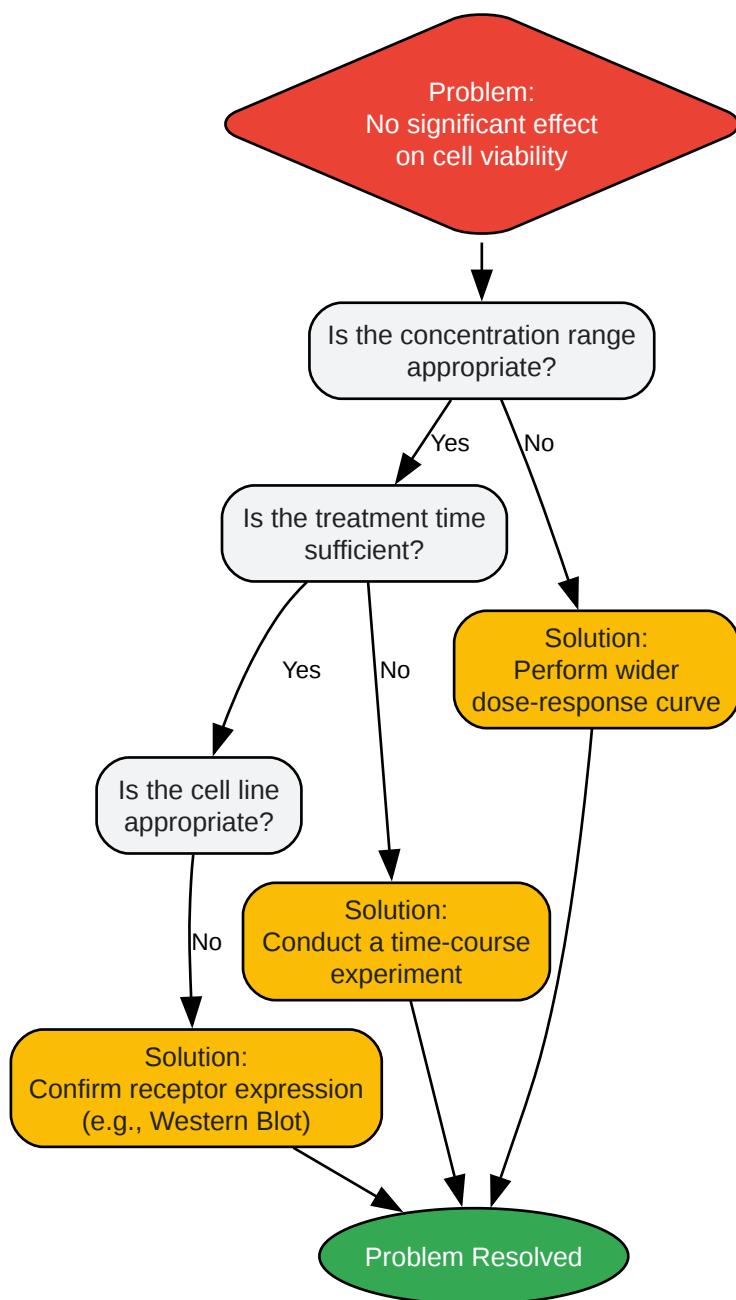 Problem:
No significant effect
on cell viability
Is the concentration range
appropriate?
Yes
No
Is the treatment time
sufficient?
Solution:
Perform wider
dose-response curve
Yes
No
Is the cell line
appropriate?
Solution:
Conduct a time-course
experiment
No
Solution:
Confirm receptor expression
(e.g., Western Blot)
Problem Resolved